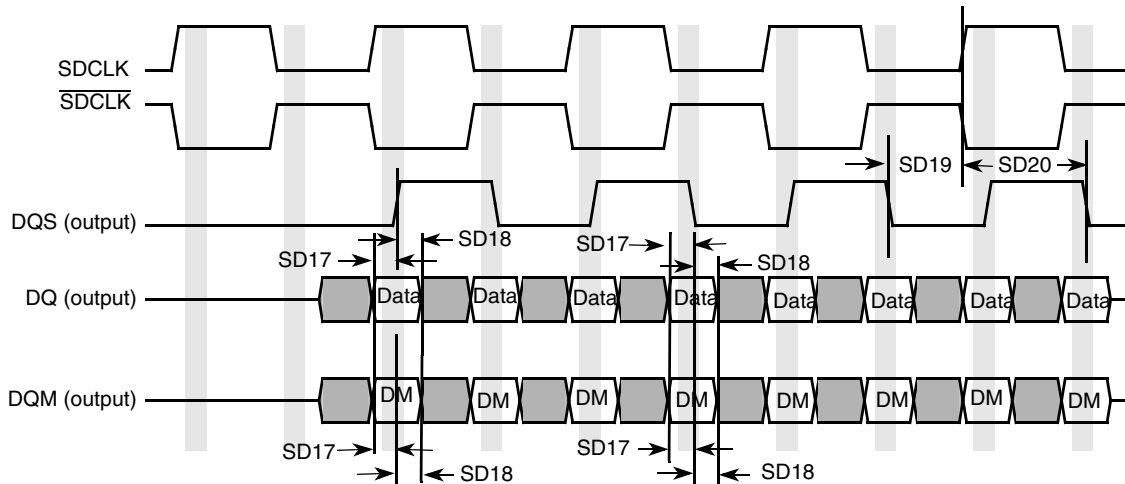 SDCLK
SDCLK
SD19 SD20
DQS (output)
SD18 SD17
SD17 SD18
DQ (output) Data Data Data Data Data Data Data Data
DQM (output) DM DM DM DM DM DM DM DM
SD17 SD17
SD18 SD18